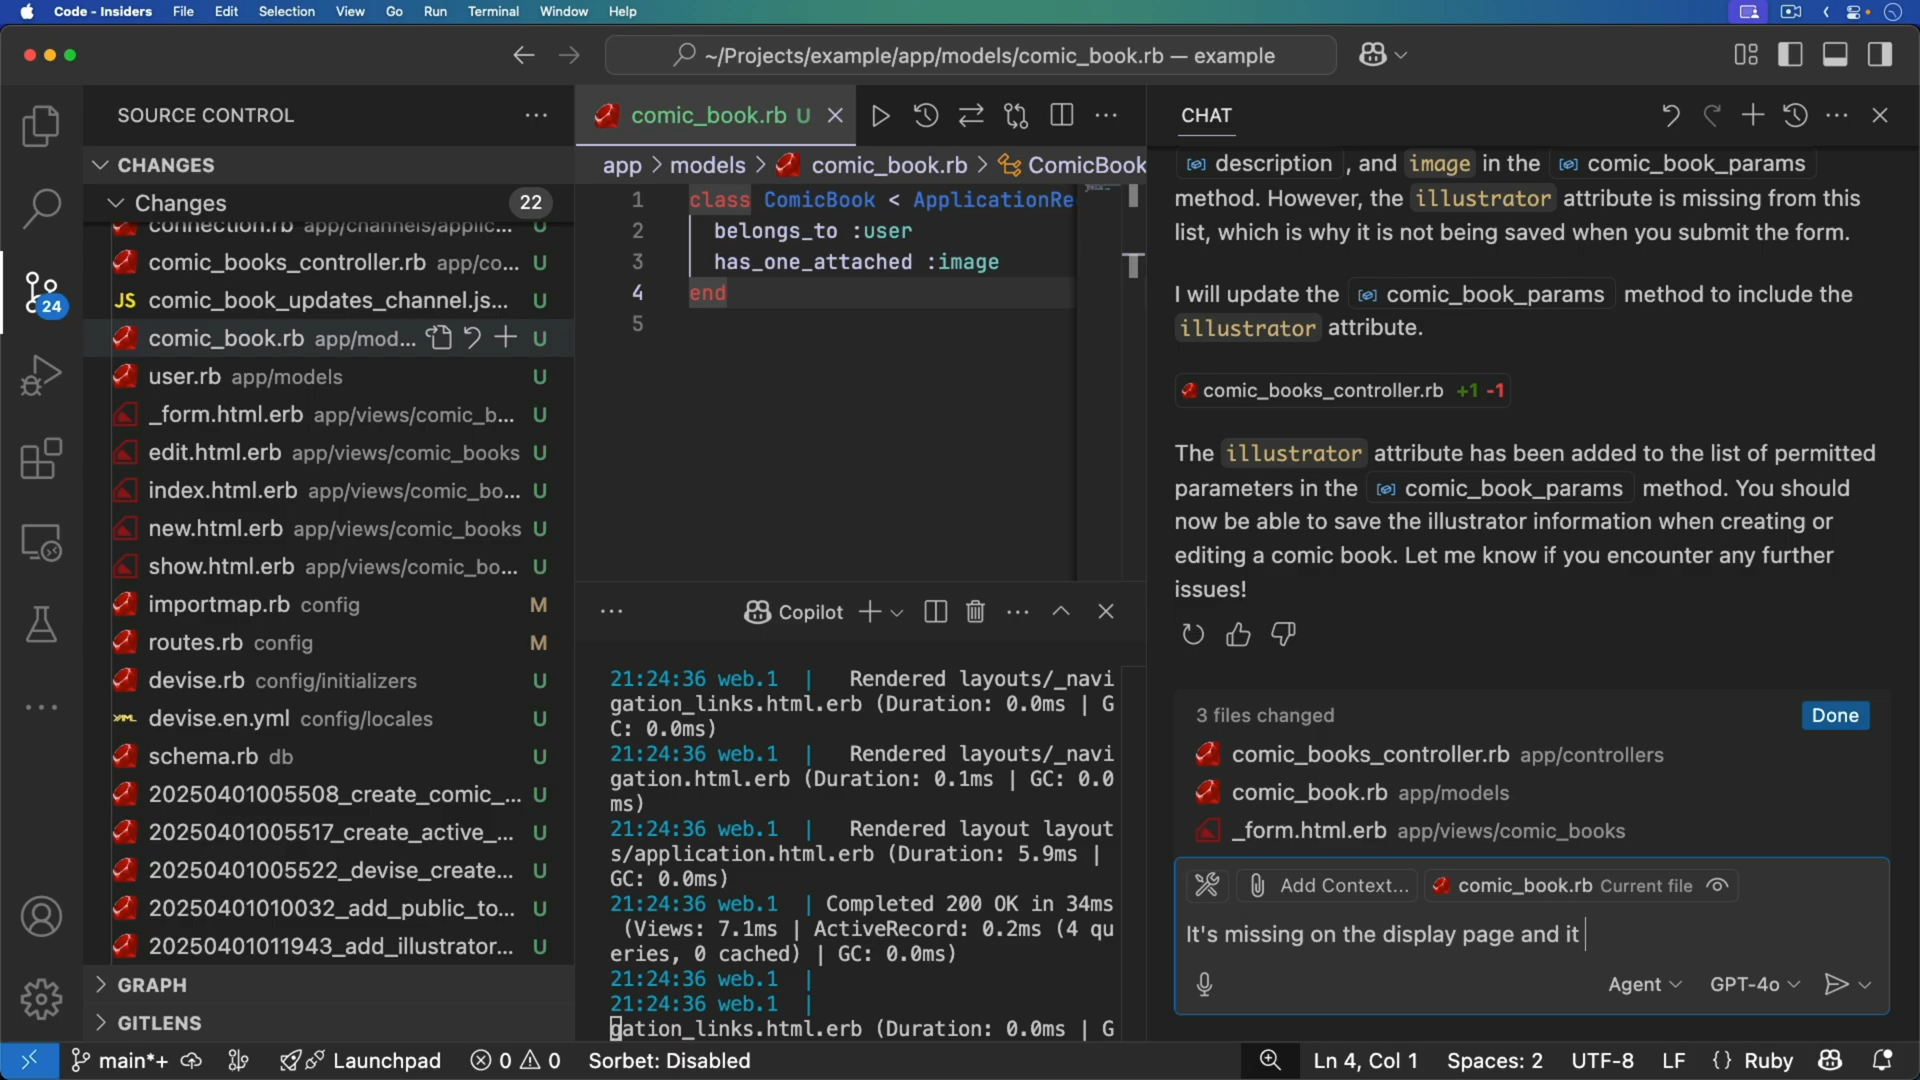 Code - Insiders File Edit Selection View Go Run Terminal Window Help
~/Projects/example/app/models/comic_book.rb — example
SOURCE CONTROL
CHANGES
Changes 22
connection.rb app/channels/applic... U
comic_books_controller.rb app/co... U
JS comic_book_updates_channel.js... U
24
comic_book.rb app/mod... U
user.rb app/models U
_form.html.erb app/views/comic_b... U
edit.html.erb app/views/comic_books U
index.html.erb app/views/comic_bo... U
new.html.erb app/views/comic_books U
show.html.erb app/views/comic_bo... U
importmap.rb config M
routes.rb config M
devise.rb config/initializers U
YAML devise.en.yml config/locales U
schema.rb db U
20250401005508_create_comic_... U
20250401005517_create_active_... U
20250401005522_devise_create... U
20250401010032_add_public_to... U
20250401011943_add_illustrator... U
GRAPH
GITLENS
comic_book.rb U
app > models > comic_book.rb > ComicBook
1 class ComicBook < ApplicationRe
2 belongs_to :user
3 has_one_attached :image
4 end
5
Copilot
21:24:36 web.1 | Rendered layouts/_navi
gation_links.html.erb (Duration: 0.0ms | G
C: 0.0ms)
21:24:36 web.1 | Rendered layouts/_navi
gation.html.erb (Duration: 0.1ms | GC: 0.0
ms)
21:24:36 web.1 | Rendered layout layout
s/application.html.erb (Duration: 5.9ms |
GC: 0.0ms)
21:24:36 web.1 | Completed 200 OK in 34ms
(Views: 7.1ms | ActiveRecord: 0.2ms (4 qu
eries, 0 cached) | GC: 0.0ms)
21:24:36 web.1 |
21:24:36 web.1 |
gation_links.html.erb (Duration: 0.0ms | G
CHAT
description , and image in the comic_book_params
method. However, the illustrator attribute is missing from this
list, which is why it is not being saved when you submit the form.
I will update the comic_book_params method to include the
illustrator attribute.
comic_books_controller.rb +1 -1
The illustrator attribute has been added to the list of permitted
parameters in the comic_book_params method. You should
now be able to save the illustrator information when creating or
editing a comic book. Let me know if you encounter any further
issues!
3 files changed Done
comic_books_controller.rb app/controllers
comic_book.rb app/models
_form.html.erb app/views/comic_books
Add Context... comic_book.rb Current file
It's missing on the display page and it
Agent GPT-4o
main*+ Launchpad 0 0 Sorbet: Disabled Ln 4, Col 1 Spaces: 2 UTF-8 LF {} Ruby